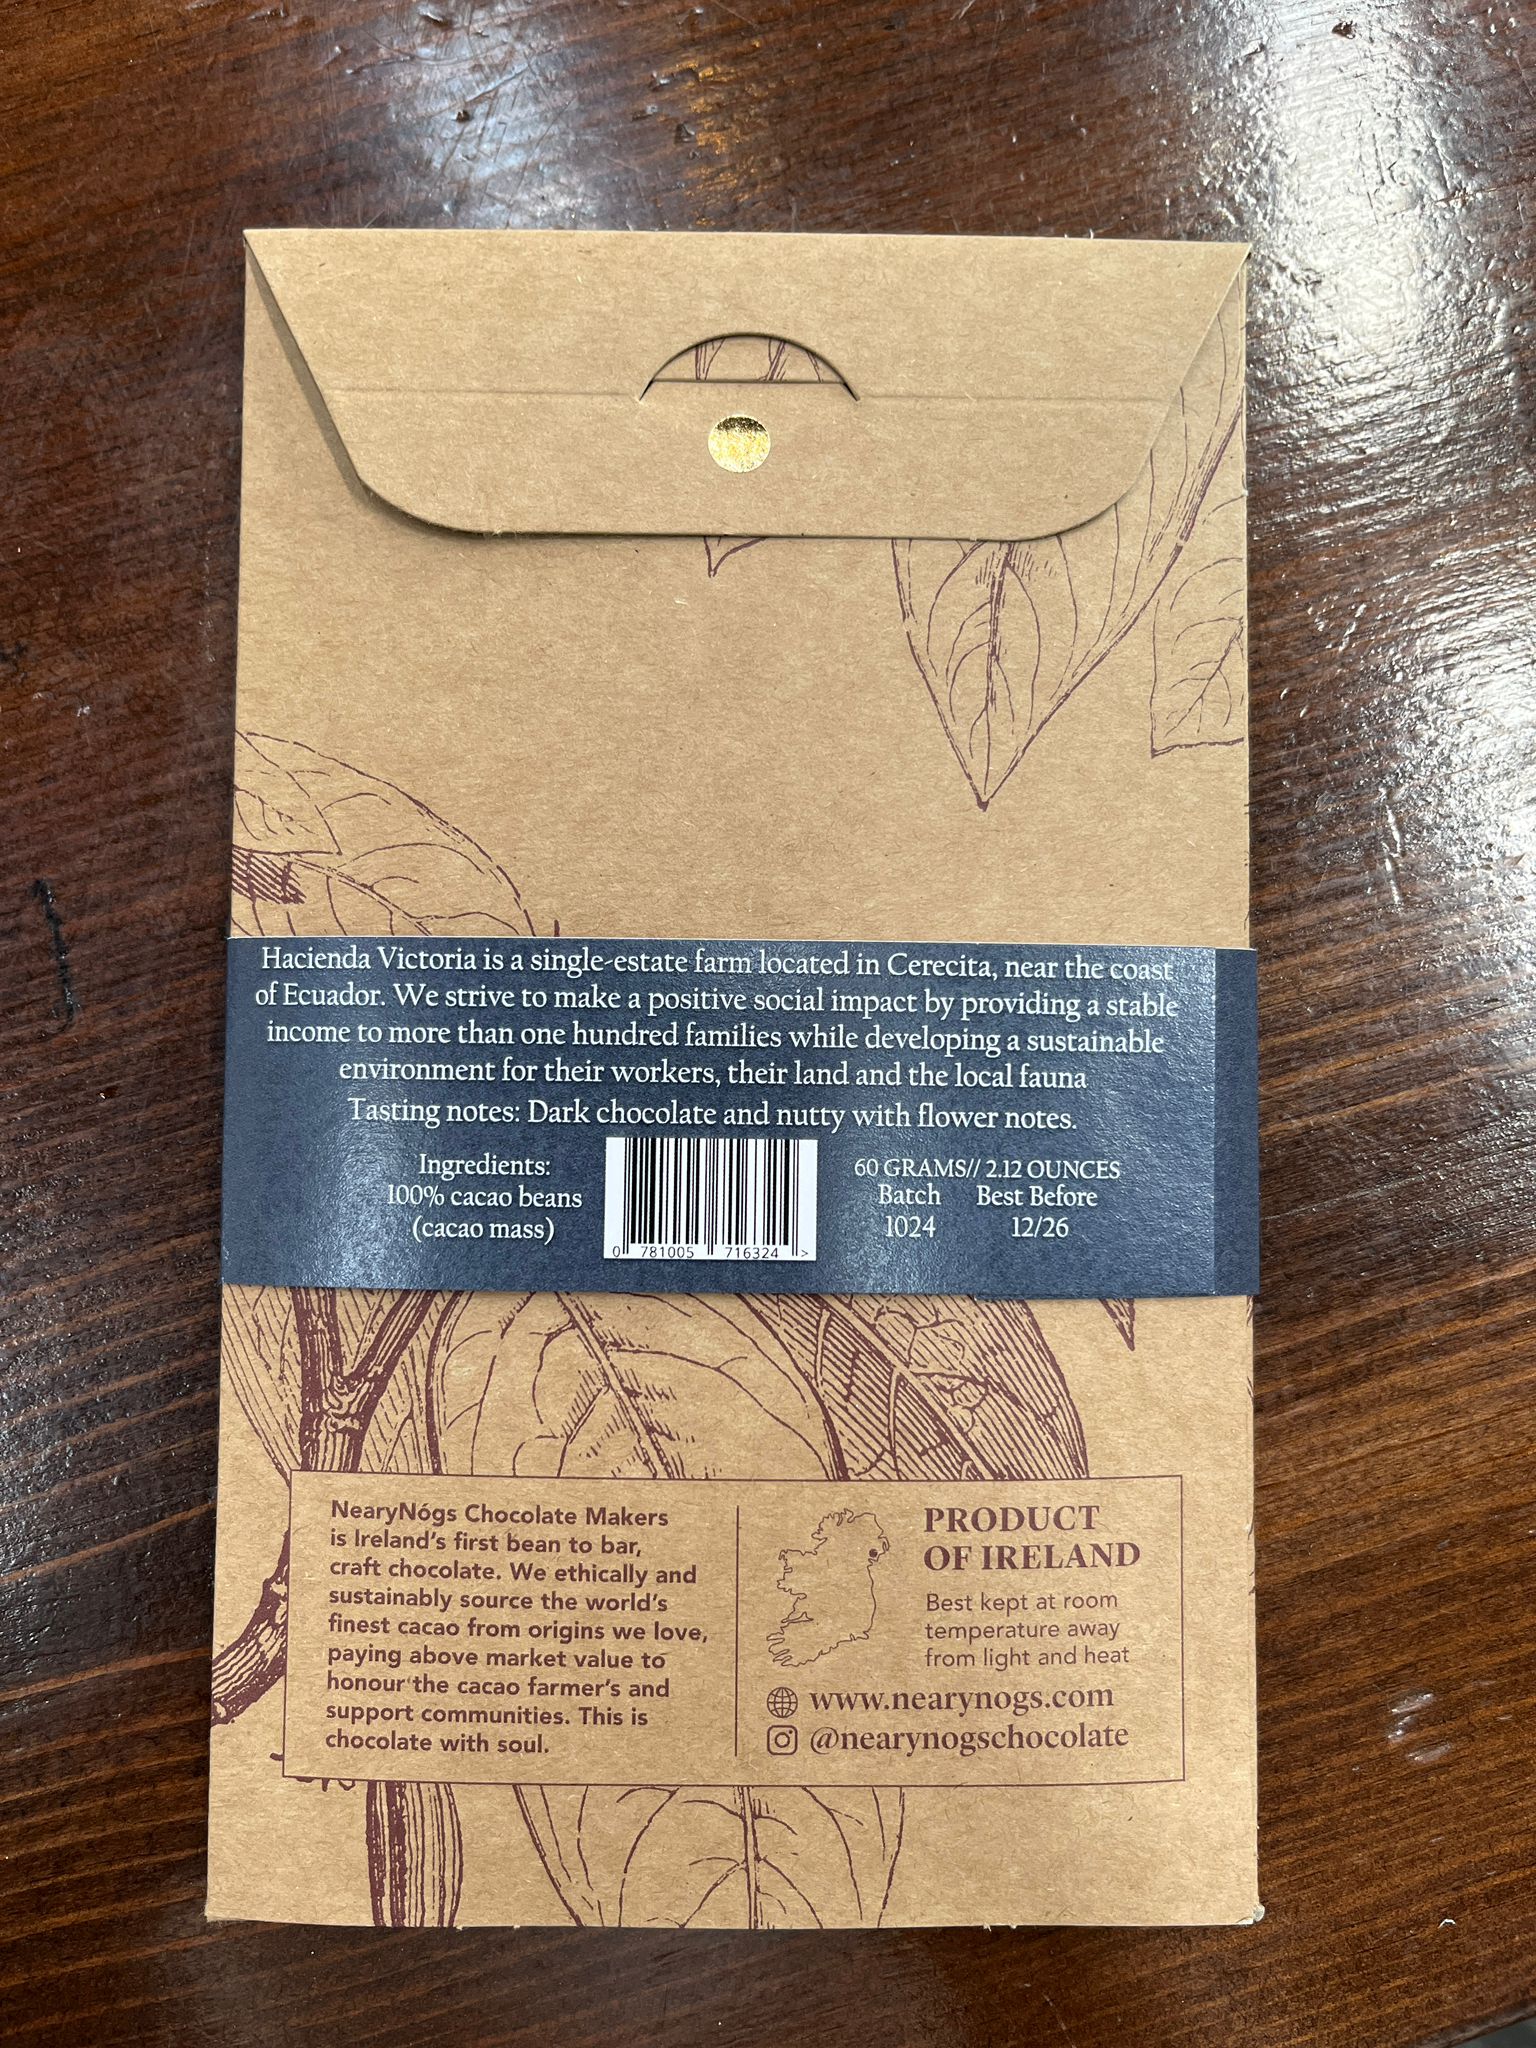 Hacienda Victoria is a single-estate farm located in Cerecita, near the coast
of Ecuador. We strive to make a positive social impact by providing a stable
income to more than one hundred families while developing a sustainable
environment for their workers, their land and the local fauna
Tasting notes: Dark chocolate and nutty with flower notes.
Ingredients:
100% cacao beans
(cacao mass)
0 781005 716324 >
60 GRAMS// 2.12 OUNCES
Batch Best Before
1024 12/26
NearyNógs Chocolate Makers
is Ireland's first bean to bar,
craft chocolate. We ethically and
sustainably source the world's
finest cacao from origins we love,
paying above market value to
honour the cacao farmer's and
support communities. This is
chocolate with soul.
PRODUCT
OF IRELAND
Best kept at room
temperature away
from light and heat
www.nearynogs.com
@nearynogschocolate